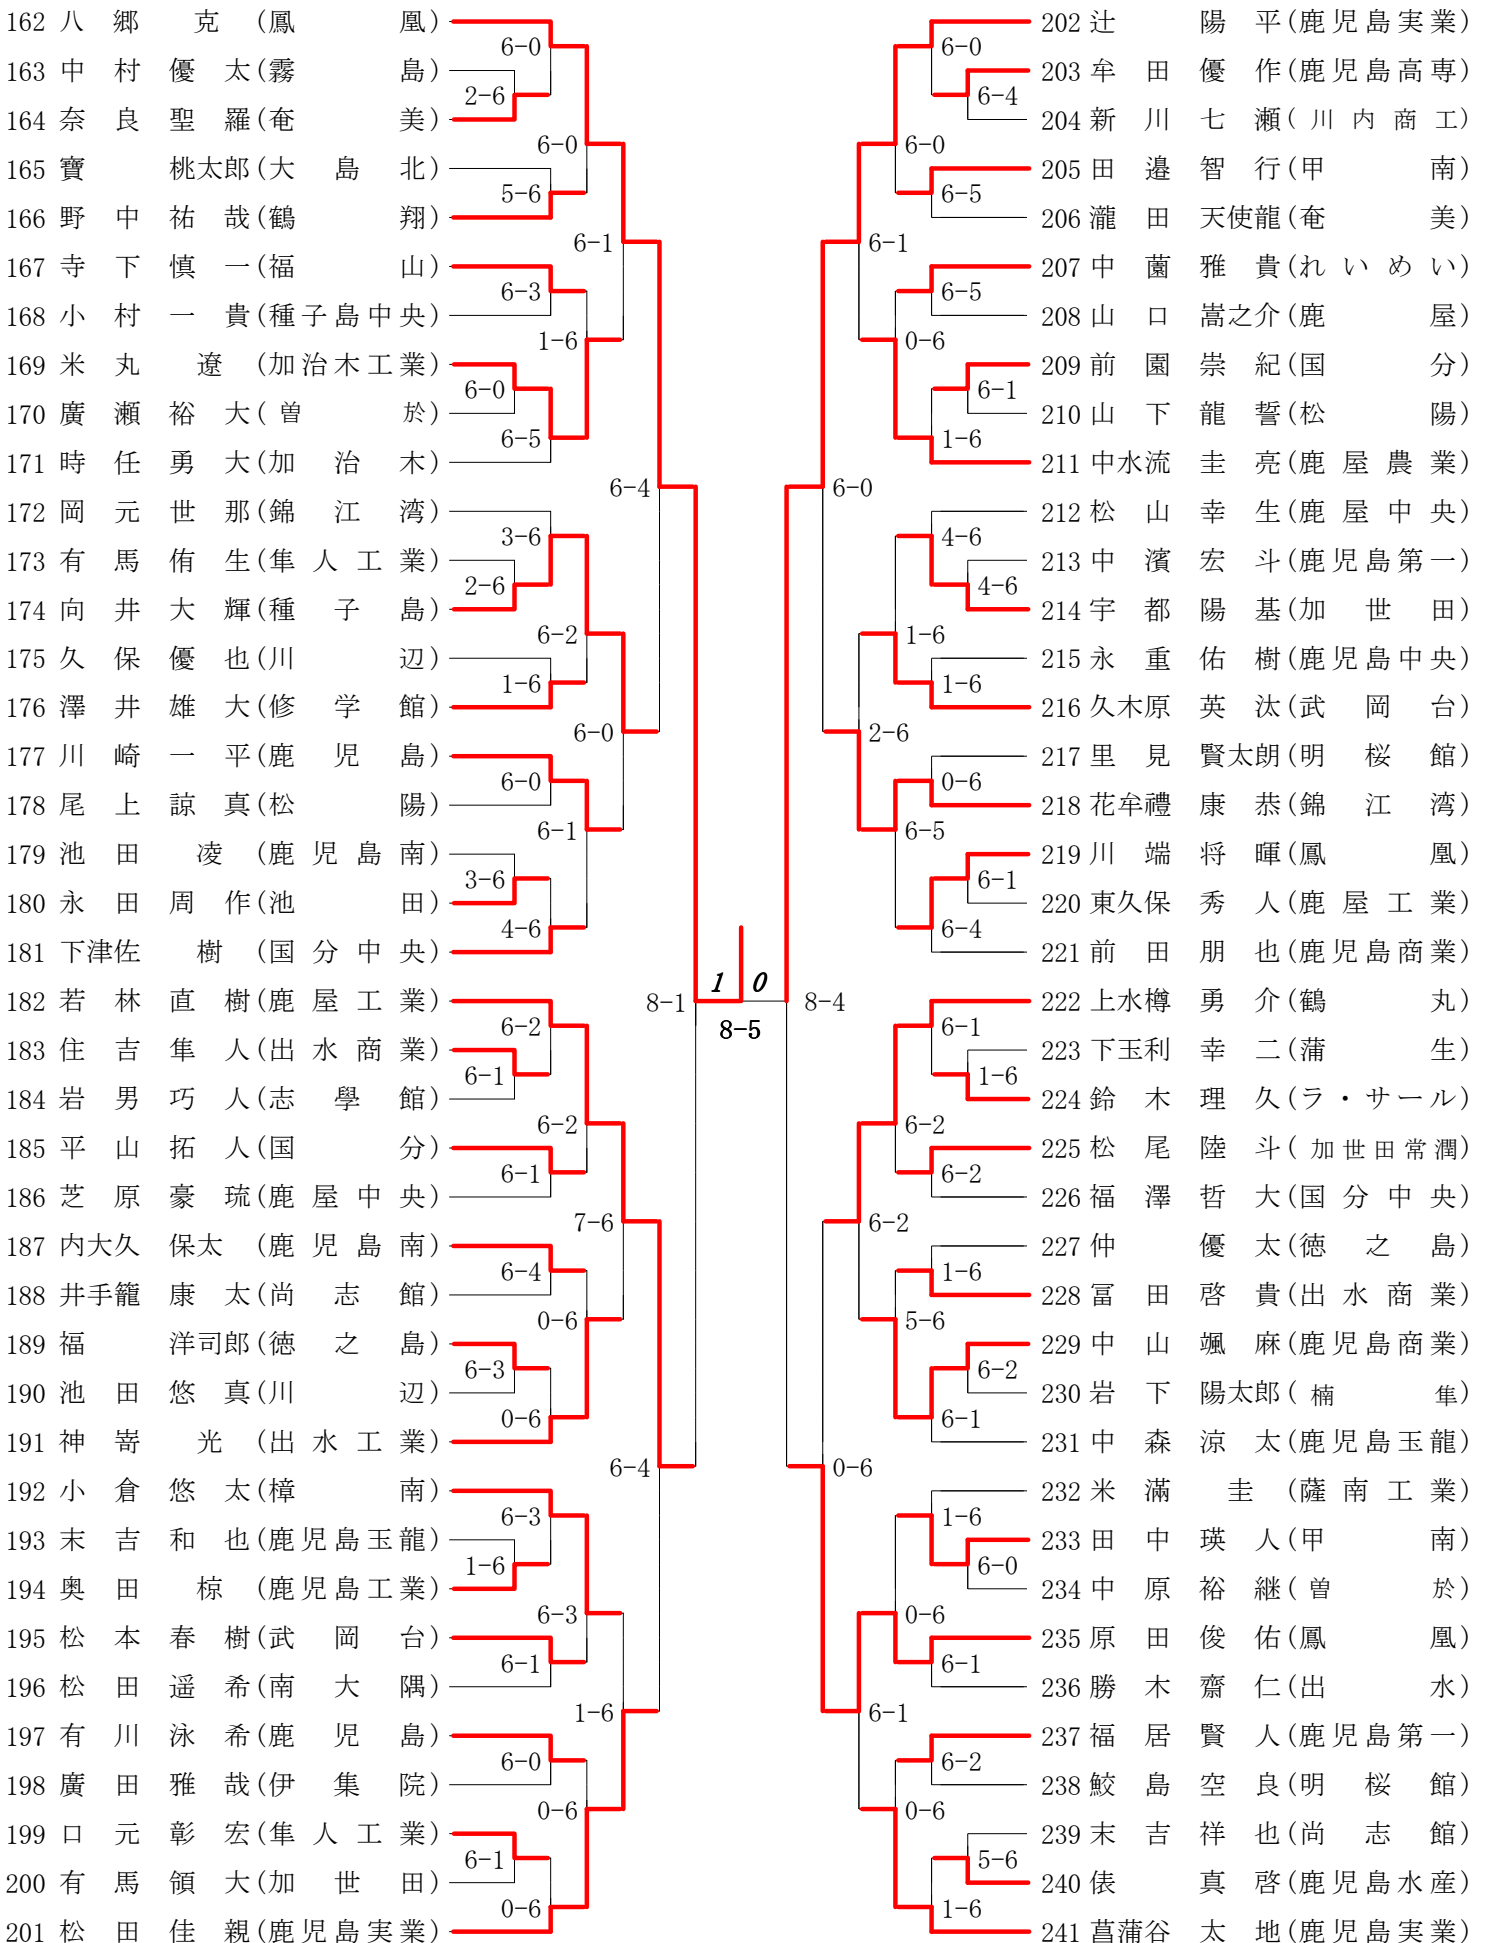 162 八郷 克 (鳳凰)
6-0
163 中村優太(霧島)
2-6
164 奈良聖羅(奄美)
6-0
165 寶 桃太郎(大島北)
5-6
166 野中祐哉(鶴翔)
6-1
167 寺下慎一(福山)
6-3
168 小村一貴(種子島中央)
1-6
169 米丸 遼 (加治木工業)
6-0
170 廣瀬裕大(曽於)
6-5
171 時任勇大(加治木)
6-4
172 岡元世那(錦江湾)
3-6
173 有馬侑生(隼人工業)
2-6
174 向井大輝(種子島)
6-2
175 久保優也(川辺)
1-6
176 澤井雄大(修学館)
6-0
177 川崎一平(鹿児島)
6-0
178 尾上諒真(松陽)
6-1
179 池田 凌 (鹿児島南)
3-6
180 永田周作(池田)
4-6
181 下津佐 樹 (国分中央)
8-1
182 若林直樹(鹿屋工業)
6-2
183 住吉隼人(出水商業)
6-1
184 岩男巧人(志學館)
6-2
185 平山拓人(国分)
6-1
186 芝原豪琉(鹿屋中央)
7-6
187 内大久保太 (鹿児島南)
6-4
188 井手籠康太(尚志館)
0-6
189 福 洋司郎(徳之島)
6-3
190 池田悠真(川辺)
0-6
191 神嵜 光 (出水工業)
6-4
192 小倉悠太(樟南)
6-3
193 末吉和也(鹿児島玉龍)
1-6
194 奥田 椋 (鹿児島工業)
6-3
195 松本春樹(武岡台)
6-1
196 松田遥希(南大隅)
1-6
197 有川泳希(鹿児島)
6-0
198 廣田雅哉(伊集院)
0-6
199 口元彰宏(隼人工業)
6-1
200 有馬領大(加世田)
0-6
201 松田佳親(鹿児島実業)
1 0
8-5
202 辻 陽平(鹿児島実業)
6-0
203 牟田優作(鹿児島高専)
6-4
204 新川七瀬(川内商工)
6-0
205 田邉智行(甲南)
6-5
206 瀧田天使龍(奄美)
6-1
207 中薗雅貴(れいめい)
6-5
208 山口嵩之介(鹿屋)
0-6
209 前園崇紀(国分)
6-1
210 山下龍誓(松陽)
1-6
211 中水流圭亮(鹿屋農業)
6-0
212 松山幸生(鹿屋中央)
4-6
213 中濱宏斗(鹿児島第一)
4-6
214 宇都陽基(加世田)
1-6
215 永重佑樹(鹿児島中央)
1-6
216 久木原英汰(武岡台)
2-6
217 里見賢太朗(明桜館)
0-6
218 花牟禮康恭(錦江湾)
6-5
219 川端将暉(鳳凰)
6-1
220 東久保秀人(鹿屋工業)
6-4
221 前田朋也(鹿児島商業)
8-4
222 上水樽勇介(鶴丸)
6-1
223 下玉利幸二(蒲生)
1-6
224 鈴木理久(ラ・サール)
6-2
225 松尾陸斗(加世田常潤)
6-2
226 福澤哲大(国分中央)
6-2
227 仲 優太(徳之島)
1-6
228 冨田啓貴(出水商業)
5-6
229 中山颯麻(鹿児島商業)
6-2
230 岩下陽太郎(楠隼)
6-1
231 中森涼太(鹿児島玉龍)
0-6
232 米滿 圭 (薩南工業)
1-6
233 田中瑛人(甲南)
6-0
234 中原裕継(曽於)
0-6
235 原田俊佑(鳳凰)
6-1
236 勝木齋仁(出水)
6-1
237 福居賢人(鹿児島第一)
6-2
238 鮫島空良(明桜館)
0-6
239 末吉祥也(尚志館)
5-6
240 俵 真啓(鹿児島水産)
1-6
241 菖蒲谷太地(鹿児島実業)